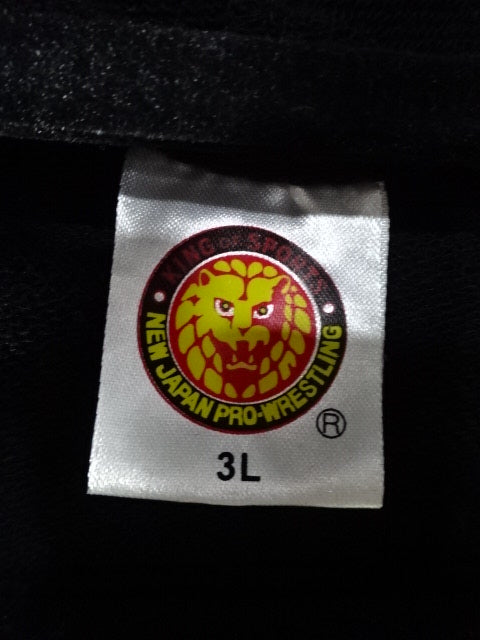 KING OF SPORTS
NEW JAPAN PRO-WRESTLING
®
3L